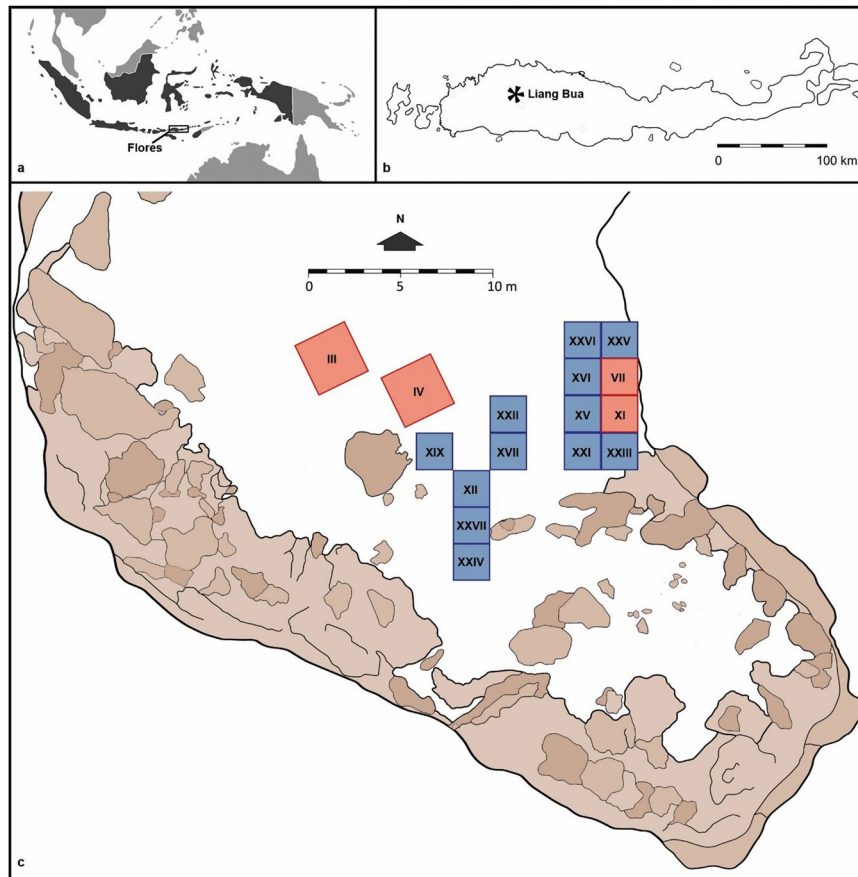 Flores
a
Liang Bua
b
0 100 km
N
0 5 10 m
III
IV
XXVI XXV
XVI VII
XV XI
XXI XXIII
XXII
XIX XVII
XII
XXVII
XXIV
c